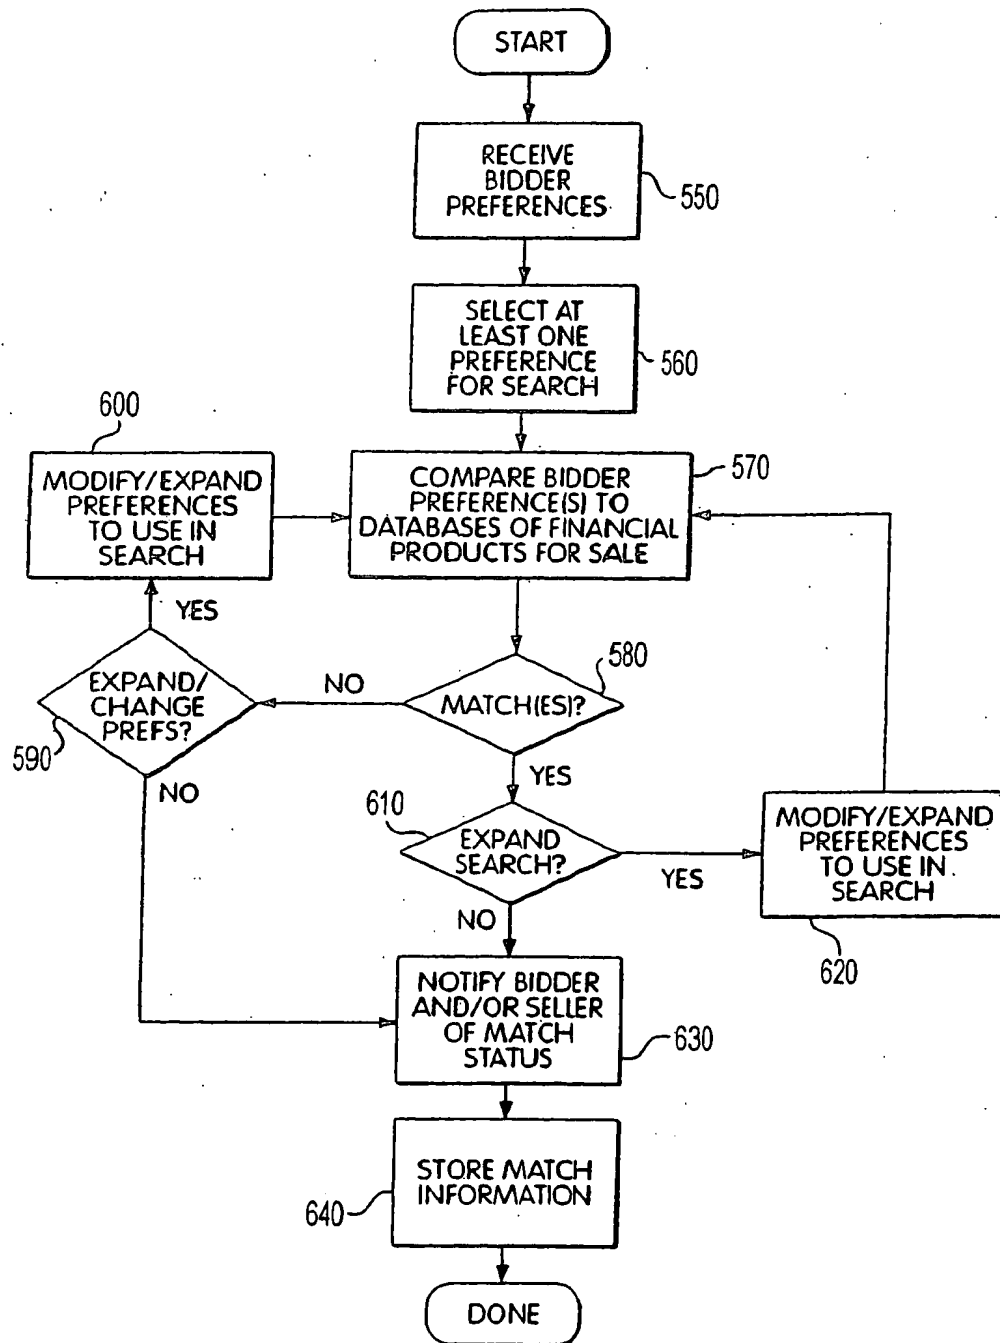 START
RECEIVE
BIDDER
PREFERENCES
550
SELECT AT
LEAST ONE
PREFERENCE
FOR SEARCH
560
600
MODIFY/EXPAND
PREFERENCES
TO USE IN
SEARCH
COMPARE BIDDER
PREFERENCE(S) TO
DATABASES OF FINANCIAL
PRODUCTS FOR SALE
570
YES
EXPAND/
CHANGE
PREFS?
590
NO
NO
MATCH(ES)?
580
YES
610
EXPAND
SEARCH?
YES
NO
MODIFY/EXPAND
PREFERENCES
TO USE IN
SEARCH
620
NOTIFY BIDDER
AND/OR SELLER
OF MATCH
STATUS
630
STORE MATCH
INFORMATION
640
DONE